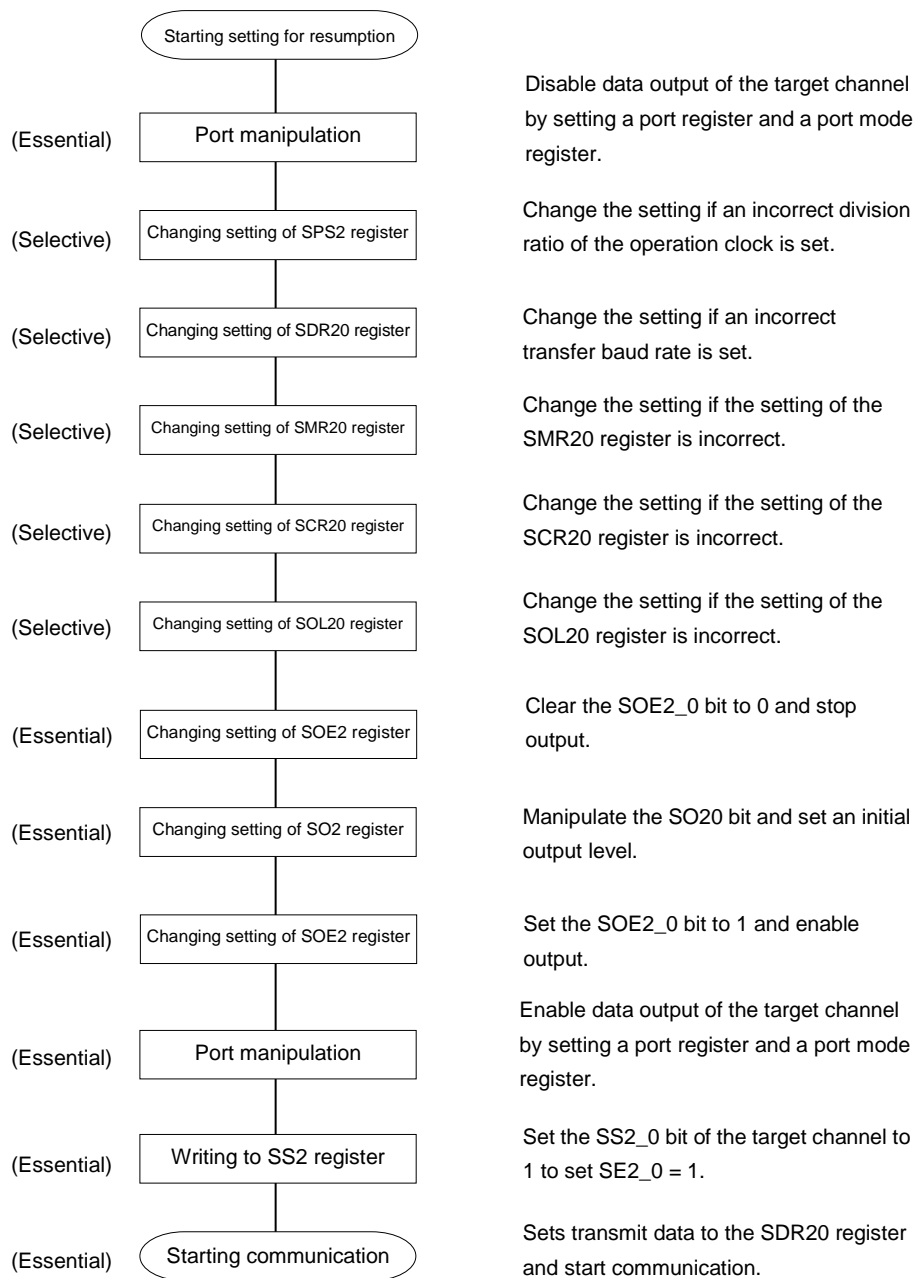 Starting setting for resumption
(Essential)
Port manipulation
Disable data output of the target channel
by setting a port register and a port mode
register.
(Selective)
Changing setting of SPS2 register
Change the setting if an incorrect division
ratio of the operation clock is set.
(Selective)
Changing setting of SDR20 register
Change the setting if an incorrect
transfer baud rate is set.
(Selective)
Changing setting of SMR20 register
Change the setting if the setting of the
SMR20 register is incorrect.
(Selective)
Changing setting of SCR20 register
Change the setting if the setting of the
SCR20 register is incorrect.
(Selective)
Changing setting of SOL20 register
Change the setting if the setting of the
SOL20 register is incorrect.
(Essential)
Changing setting of SOE2 register
Clear the SOE2_0 bit to 0 and stop
output.
(Essential)
Changing setting of SO2 register
Manipulate the SO20 bit and set an initial
output level.
(Essential)
Changing setting of SOE2 register
Set the SOE2_0 bit to 1 and enable
output.
(Essential)
Port manipulation
Enable data output of the target channel
by setting a port register and a port mode
register.
(Essential)
Writing to SS2 register
Set the SS2_0 bit of the target channel to
1 to set SE2_0 = 1.
(Essential)
Starting communication
Sets transmit data to the SDR20 register
and start communication.